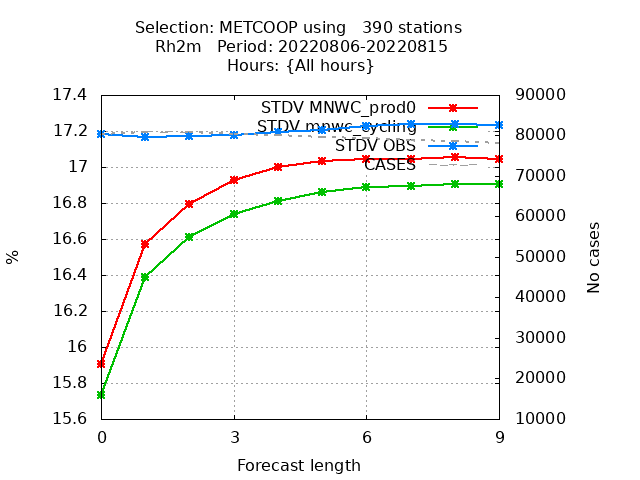 Selection: METCOOP using   390 stations
Rh2m   Period: 20220806-20220815
Hours: {All hours}
17.4
17.2
17
16.8
16.6
16.4
16.2
16
15.8
15.6
%
STDV MNWC_prod0
STDV mnwc_cycling
STDV OBS
CASES
90000
80000
70000
60000
50000
40000
30000
20000
10000
No cases
0 3 6 9
Forecast length